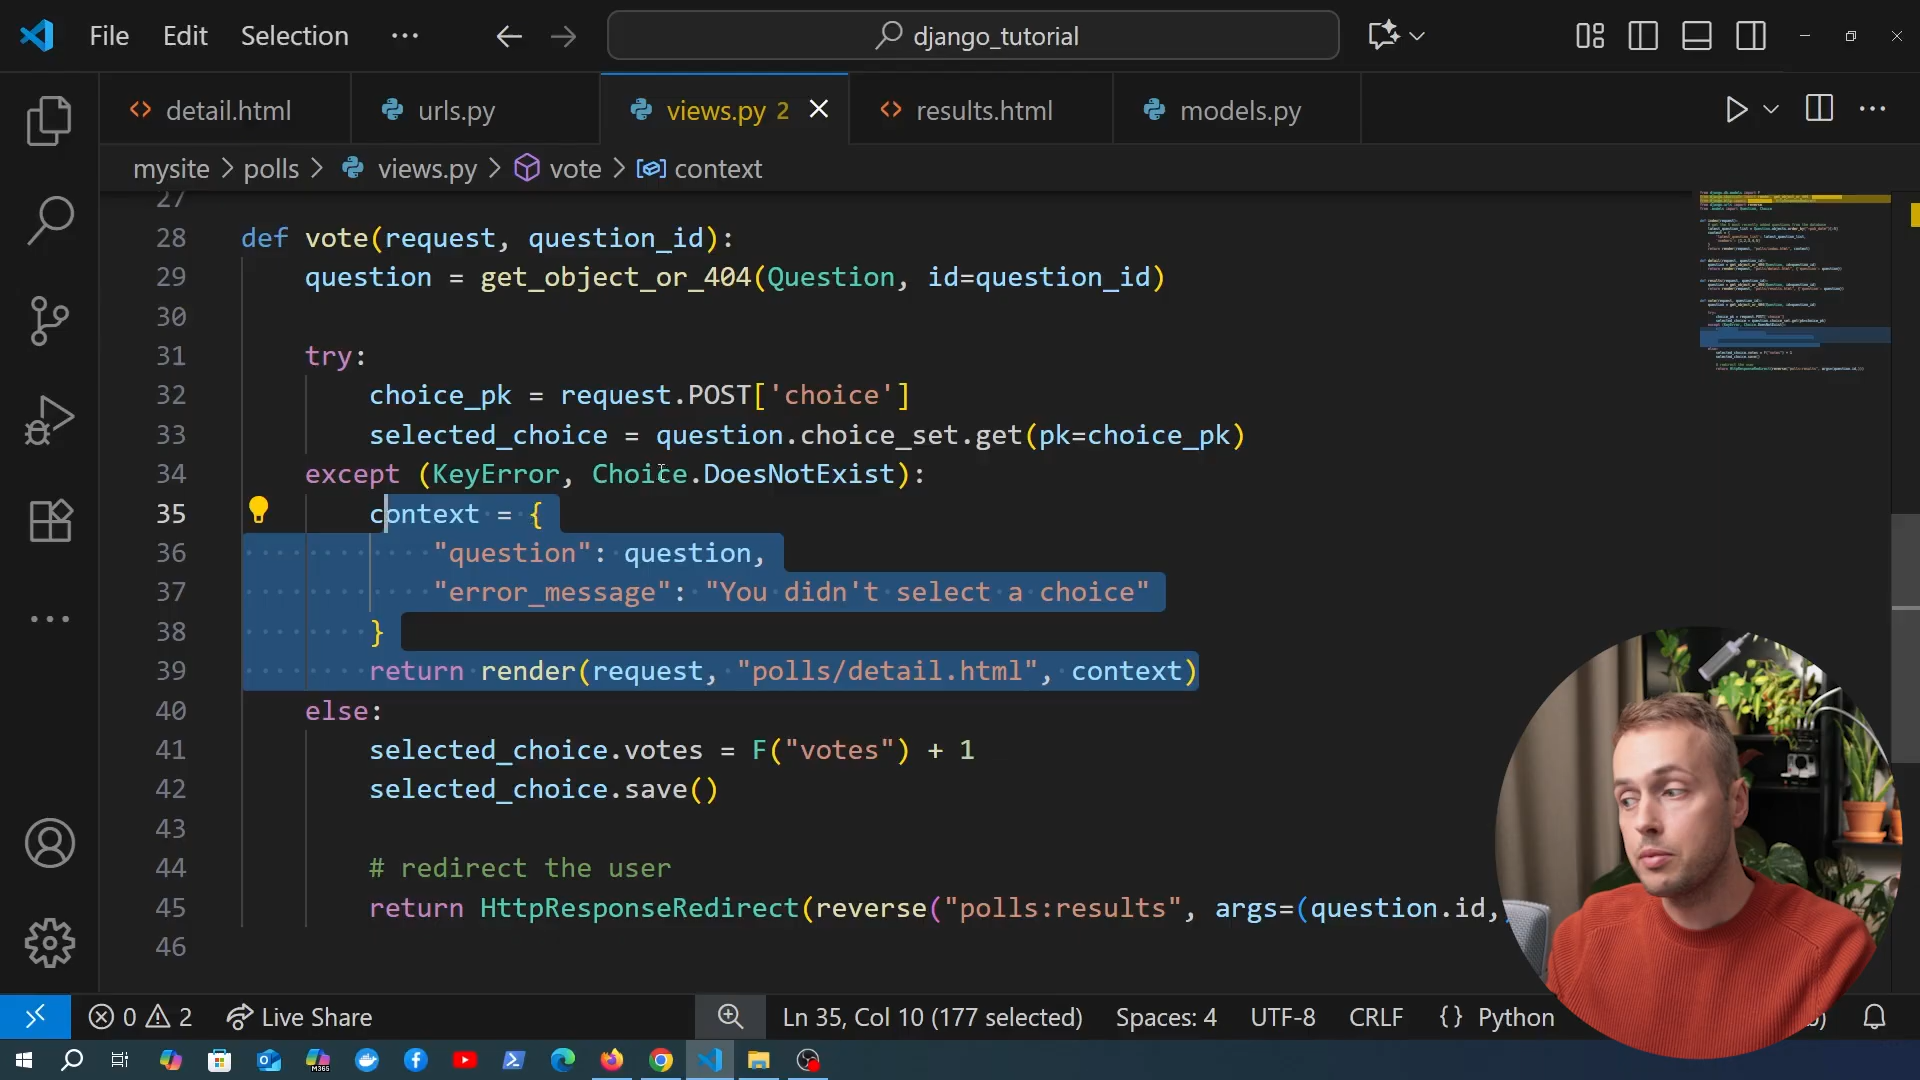 File Edit Selection ··· django_tutorial
detail.html urls.py views.py 2 results.html models.py
mysite > polls > views.py > vote > context
27
28 def vote(request, question_id):
29 question = get_object_or_404(Question, id=question_id)
30
31 try:
32 choice_pk = request.POST['choice']
33 selected_choice = question.choice_set.get(pk=choice_pk)
34 except (KeyError, Choice.DoesNotExist):
35 context = {
36 "question": question,
37 "error_message": "You didn't select a choice"
38 }
39 return render(request, "polls/detail.html", context)
40 else:
41 selected_choice.votes = F("votes") + 1
42 selected_choice.save()
43
44 # redirect the user
45 return HttpResponseRedirect(reverse("polls:results", args=(question.id,
46
0 2 Live Share Ln 35, Col 10 (177 selected) Spaces: 4 UTF-8 CRLF {} Python
M365